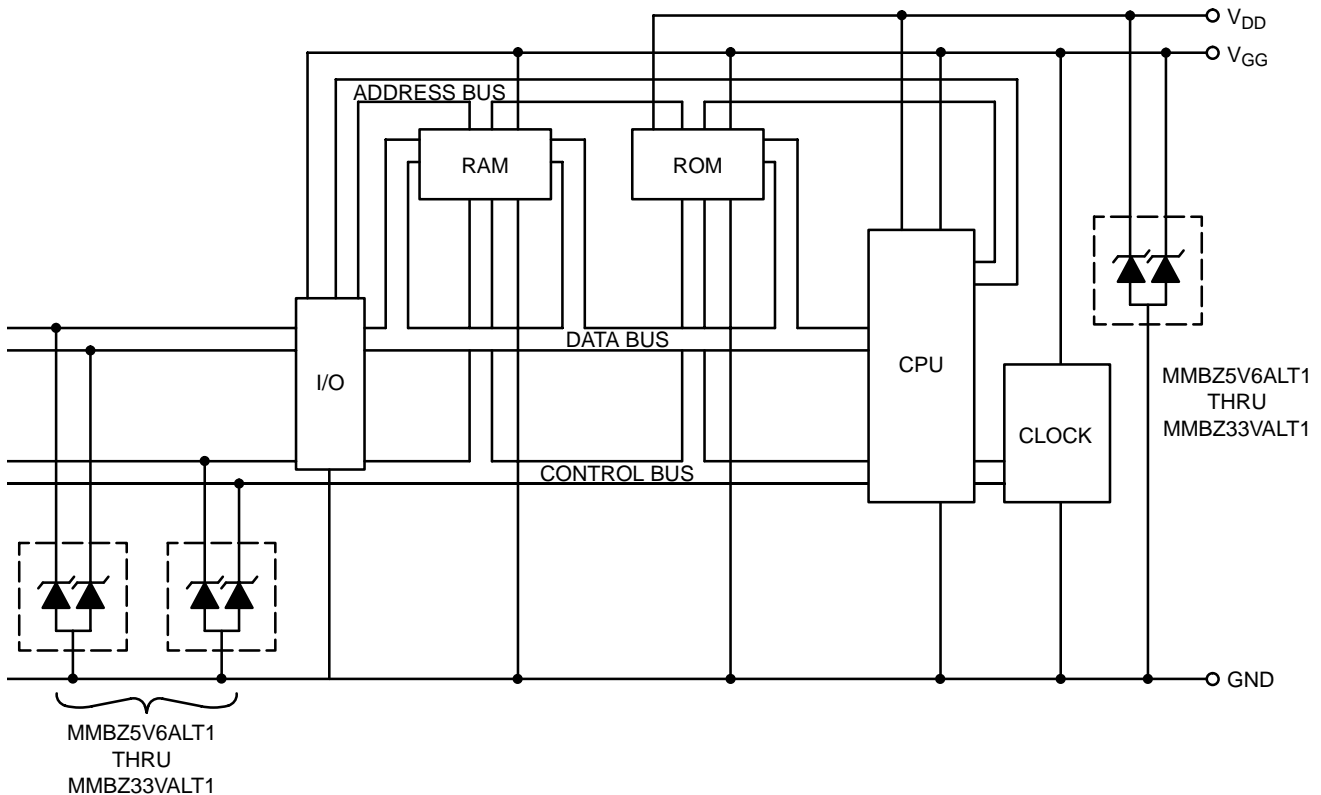 VDD
VGG
ADDRESS BUS
RAM
ROM
DATA BUS
I/O
CPU
CLOCK
MMBZ5V6ALT1
THRU
MMBZ33VALT1
CONTROL BUS
GND
MMBZ5V6ALT1
THRU
MMBZ33VALT1